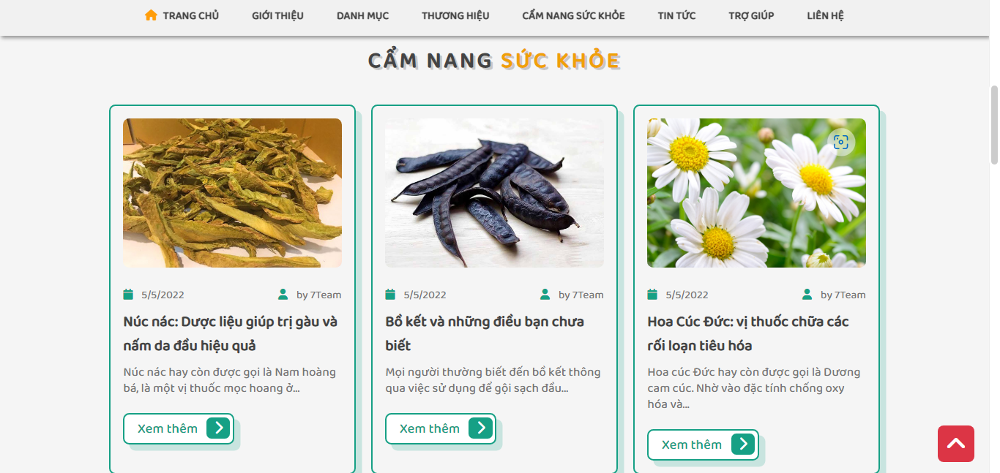 TRANG CHỦ GIỚI THIỆU DANH MỤC THƯƠNG HIỆU CẨM NANG SỨC KHỎE TIN TỨC TRỢ GIÚP LIÊN HỆ
CẨM NANG SỨC KHỎE
5/5/2022 by 7Team
Núc nác: Dược liệu giúp trị gàu và
nấm da đầu hiệu quả
Núc nác hay còn được gọi là Nam hoàng
bá, là một vị thuốc mọc hoang ở...
Xem thêm
5/5/2022 by 7Team
Bồ kết và những điều bạn chưa
biết
Mọi người thường biết đến bồ kết thông
qua việc sử dụng để gội sạch đầu...
Xem thêm
5/5/2022 by 7Team
Hoa Cúc Đức: vị thuốc chữa các
rối loạn tiêu hóa
Hoa cúc Đức hay còn được gọi là Dương
cam cúc. Nhờ vào đặc tính chống oxy
hóa và...
Xem thêm